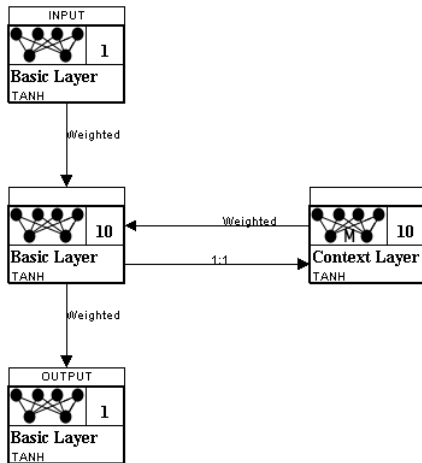 INPUT
1
Basic Layer
TANH
Weighted
10
Basic Layer
TANH
Weighted
1:1
M
10
Context Layer
TANH
Weighted
OUTPUT
1
Basic Layer
TANH